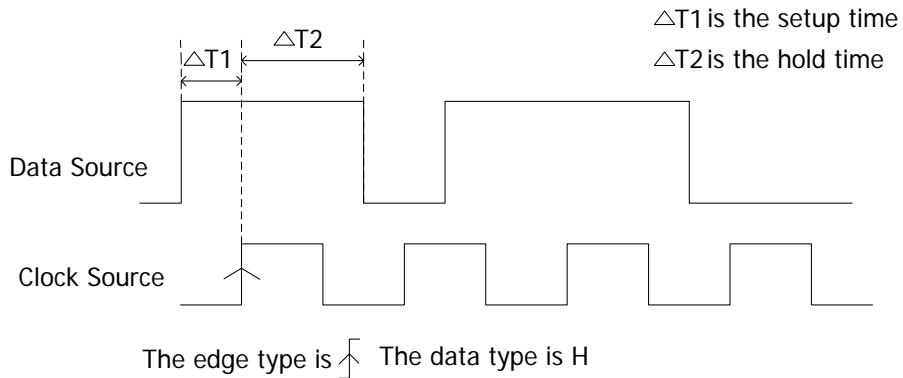 △T1 is the setup time
△T2 is the hold time
△T2
△T1
Data Source
Clock Source
The edge type is The data type is H